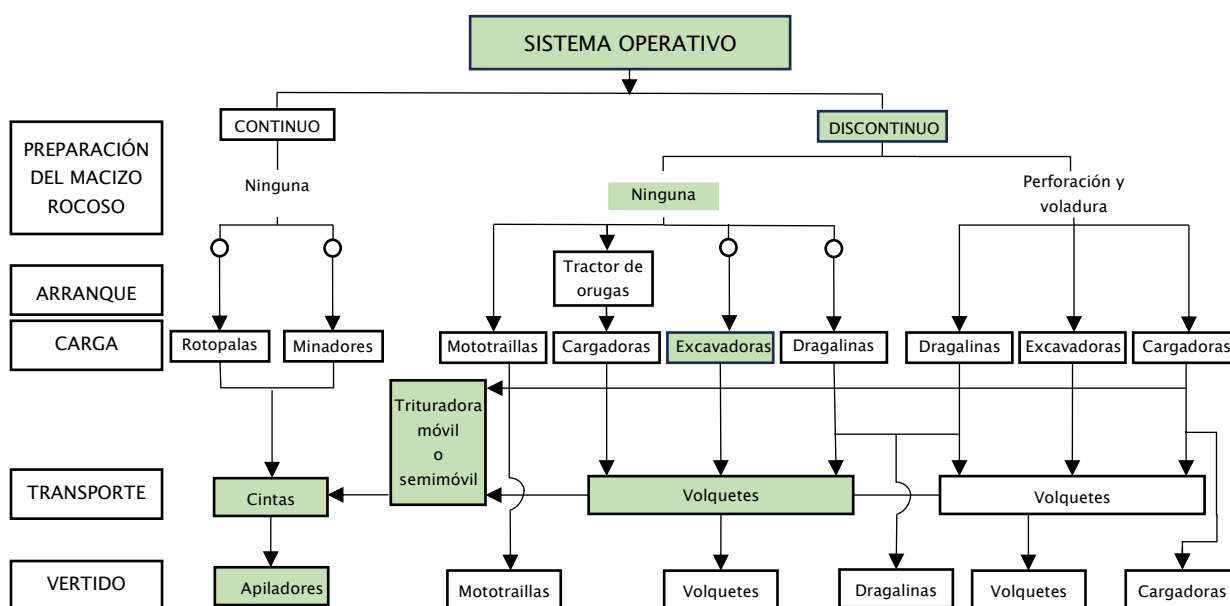 SISTEMA OPERATIVO
CONTINUO
DISCONTINUO
PREPARACIÓN
DEL MACIZO
ROCOSO
Ninguna
Ninguna
Perforación y
voladura
ARRANQUE
Tractor de
orugas
CARGA
Rotopalas
Minadores
Mototraillas
Cargadoras
Excavadoras
Dragalinas
Dragalinas
Excavadoras
Cargadoras
Trituradora
móvil
o
semimóvil
TRANSPORTE
Cintas
Volquetes
Volquetes
VERTIDO
Apiladores
Mototraillas
Volquetes
Dragalinas
Volquetes
Cargadoras